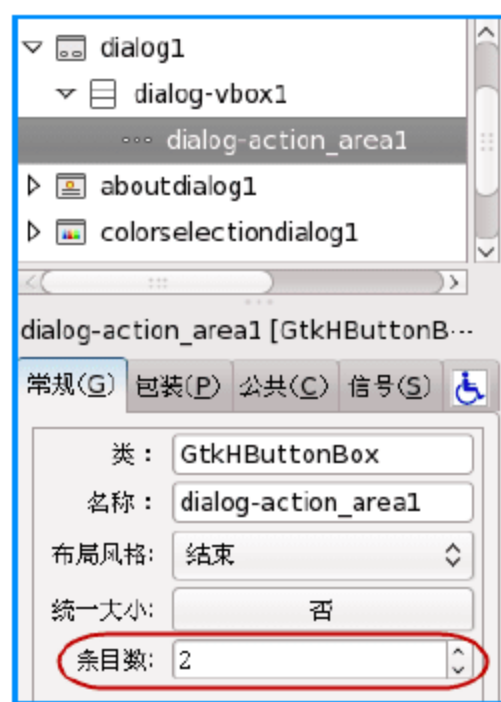 dialog1
dialog-vbox1
dialog-action_area1
aboutdialog1
colorselectiondialog1
dialog-action_area1 [GtkHButtonB···
常规(G) 包装(P) 公共(C) 信号(S)
类： GtkHButtonBox
名称： dialog-action_area1
布局风格: 结束
统一大小: 否
条目数: 2